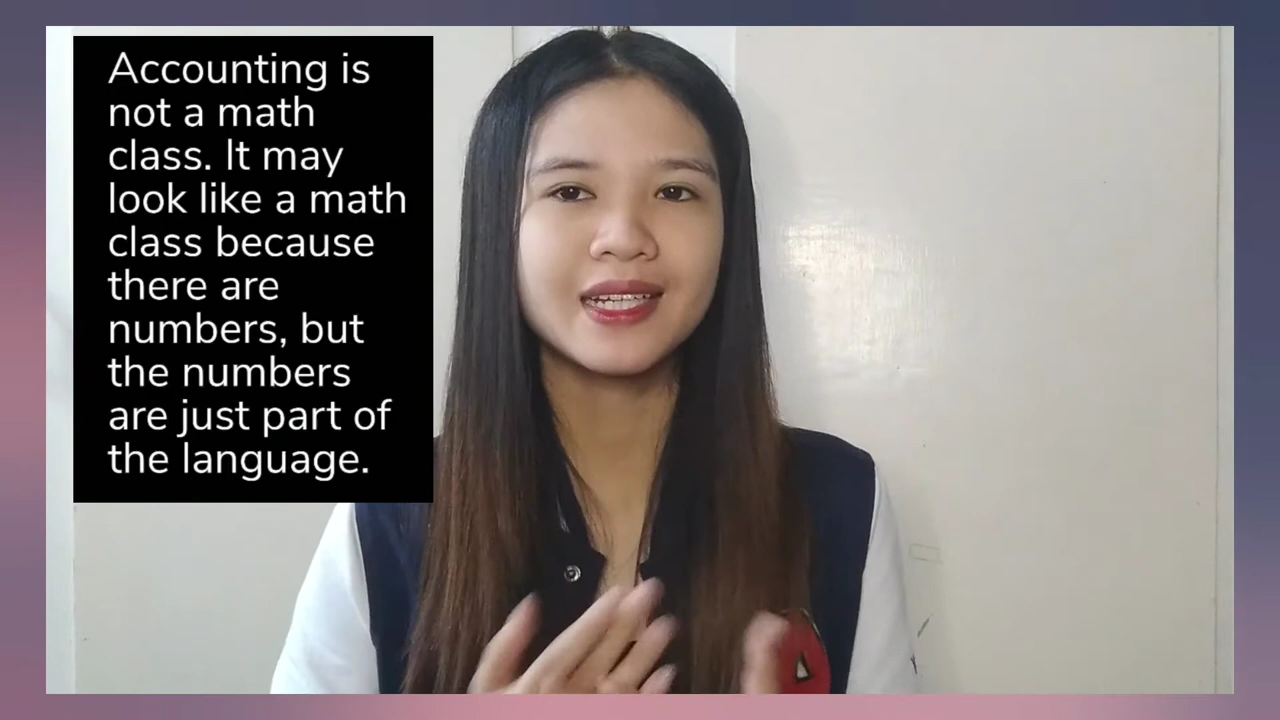 Accounting is
not a math
class. It may
look like a math
class because
there are
numbers, but
the numbers
are just part of
the language.